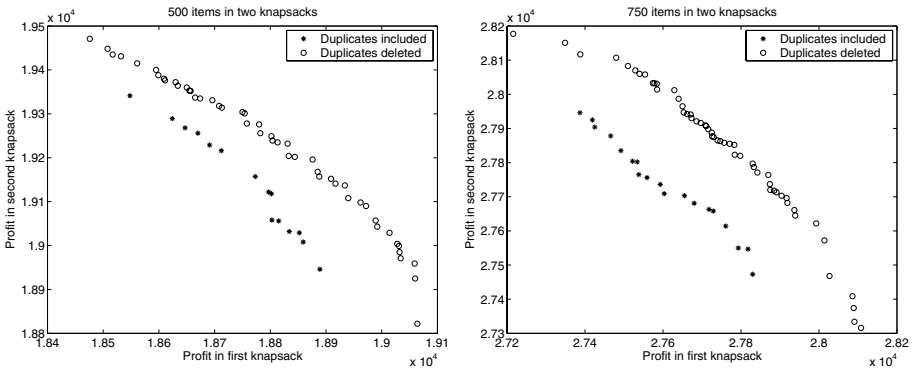 500 items in two knapsacks
x 10^4
1.95
1.94
1.93
1.92
1.91
1.9
1.89
1.88
Profit in second knapsack
Duplicates included
Duplicates deleted
1.84 1.85 1.86 1.87 1.88 1.89 1.9 1.91
Profit in first knapsack
x 10^4
750 items in two knapsacks
x 10^4
2.82
2.81
2.8
2.79
2.78
2.77
2.76
2.75
2.74
2.73
Profit in second knapsack
Duplicates included
Duplicates deleted
2.72 2.74 2.76 2.78 2.8 2.82
Profit in first knapsack
x 10^4